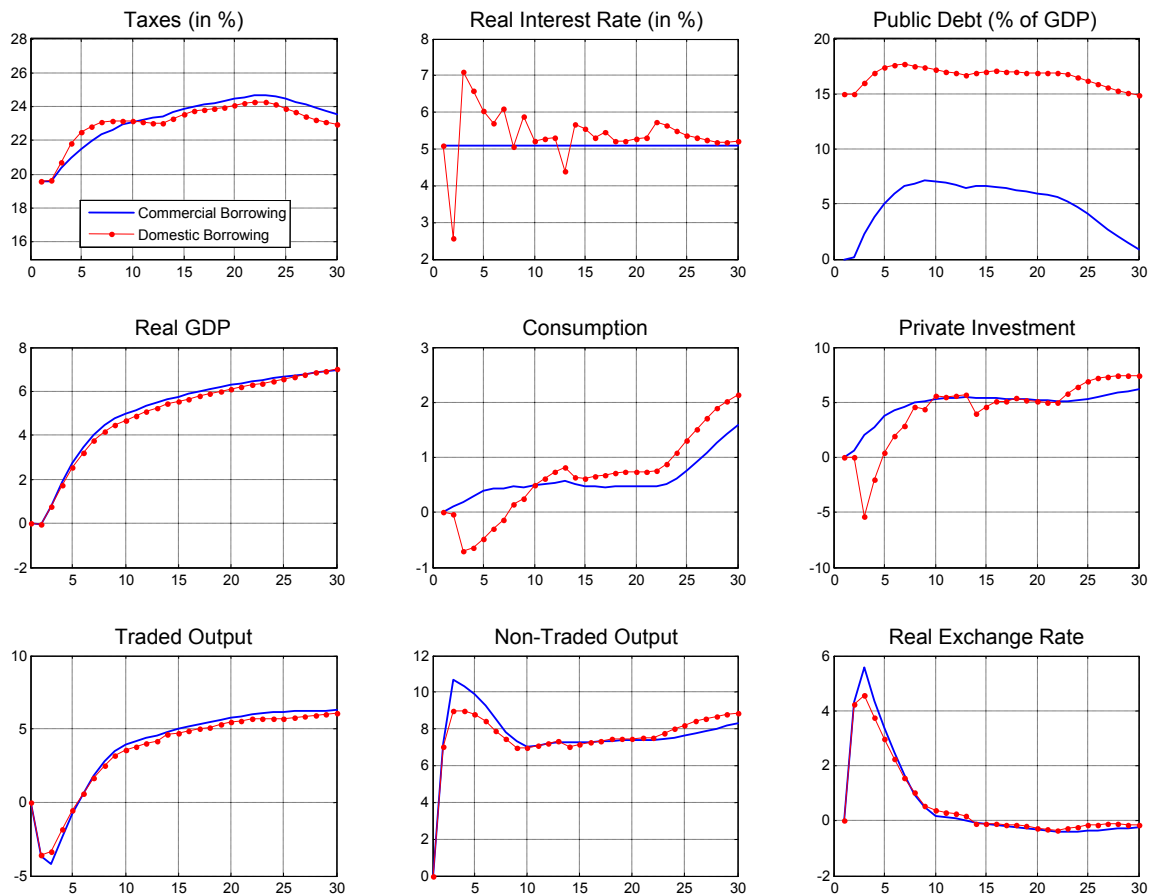 Taxes (in %)
28
26
24
22
20
18
16
0 5 10 15 20 25 30
Commercial Borrowing
Domestic Borrowing
Real Interest Rate (in %)
8
7
6
5
4
3
2
0 5 10 15 20 25 30
Public Debt (% of GDP)
20
15
10
5
0
0 5 10 15 20 25 30
Real GDP
8
6
4
2
0
-2
5 10 15 20 25 30
Consumption
3
2
1
0
-1
0 5 10 15 20 25 30
Private Investment
10
5
0
-5
-10
0 5 10 15 20 25 30
Traded Output
10
5
0
-5
5 10 15 20 25 30
Non-Traded Output
12
10
8
6
4
2
0
5 10 15 20 25 30
Real Exchange Rate
6
4
2
0
-2
0 5 10 15 20 25 30